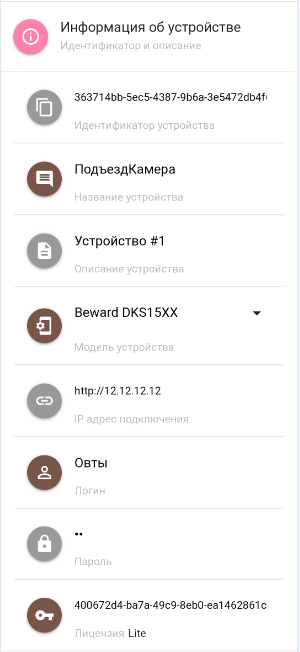 Информация об устройстве
Идентификатор и описание
363714bb-5ec5-4387-9b6a-3e5472db4f
Идентификатор устройства
ПодъездКамера
Название устройства
Устройство #1
Описание устройства
Beward DKS15XX
Модель устройства
http://12.12.12.12
IP адрес подключения
Овты
Логин
••
Пароль
400672d4-ba7a-49c9-8eb0-ea1462861c
Лицензия Lite